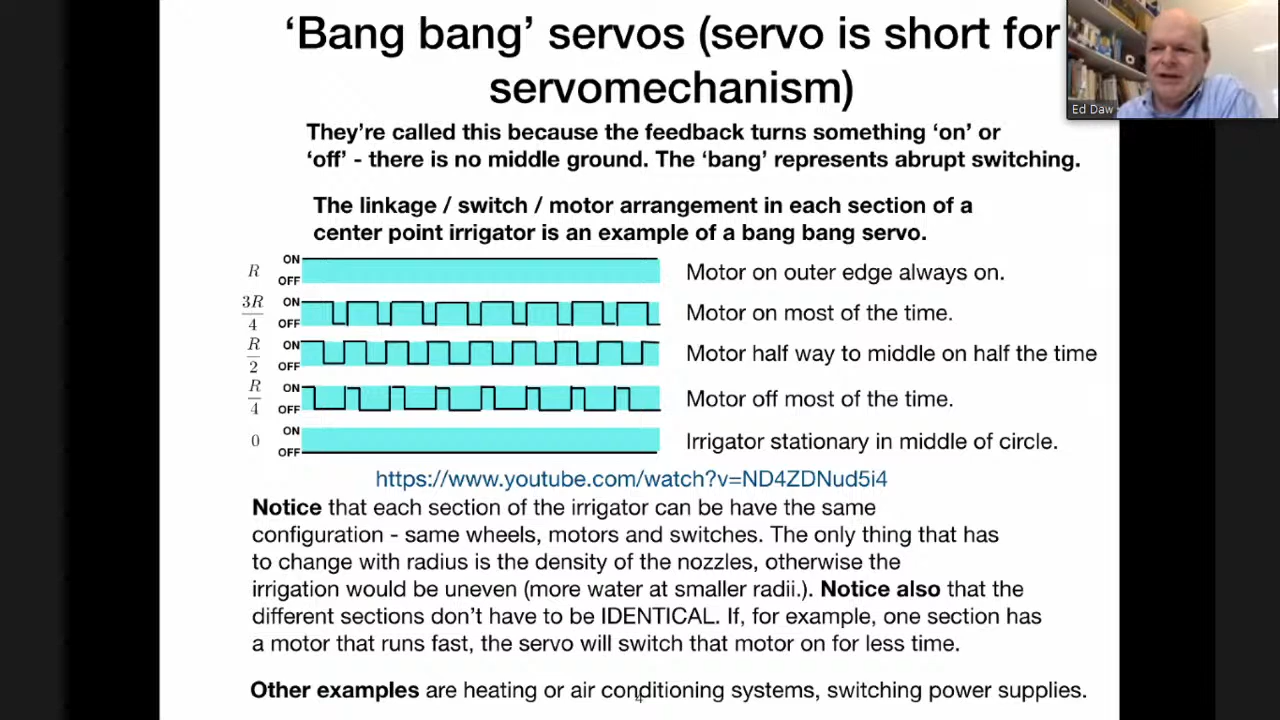 'Bang bang' servos (servo is short for
servomechanism)
Ed Daw
They're called this because the feedback turns something 'on' or
'off' - there is no middle ground. The 'bang' represents abrupt switching.
The linkage / switch / motor arrangement in each section of a
center point irrigator is an example of a bang bang servo.
R
ON
OFF
Motor on outer edge always on.
3R
4
ON
OFF
Motor on most of the time.
R
2
ON
OFF
Motor half way to middle on half the time
R
4
ON
OFF
Motor off most of the time.
0
ON
OFF
Irrigator stationary in middle of circle.
https://www.youtube.com/watch?v=ND4ZDNud5i4
Notice that each section of the irrigator can be have the same
configuration - same wheels, motors and switches. The only thing that has
to change with radius is the density of the nozzles, otherwise the
irrigation would be uneven (more water at smaller radii.). Notice also that the
different sections don't have to be IDENTICAL. If, for example, one section has
a motor that runs fast, the servo will switch that motor on for less time.
Other examples are heating or air conditioning systems, switching power supplies.
4